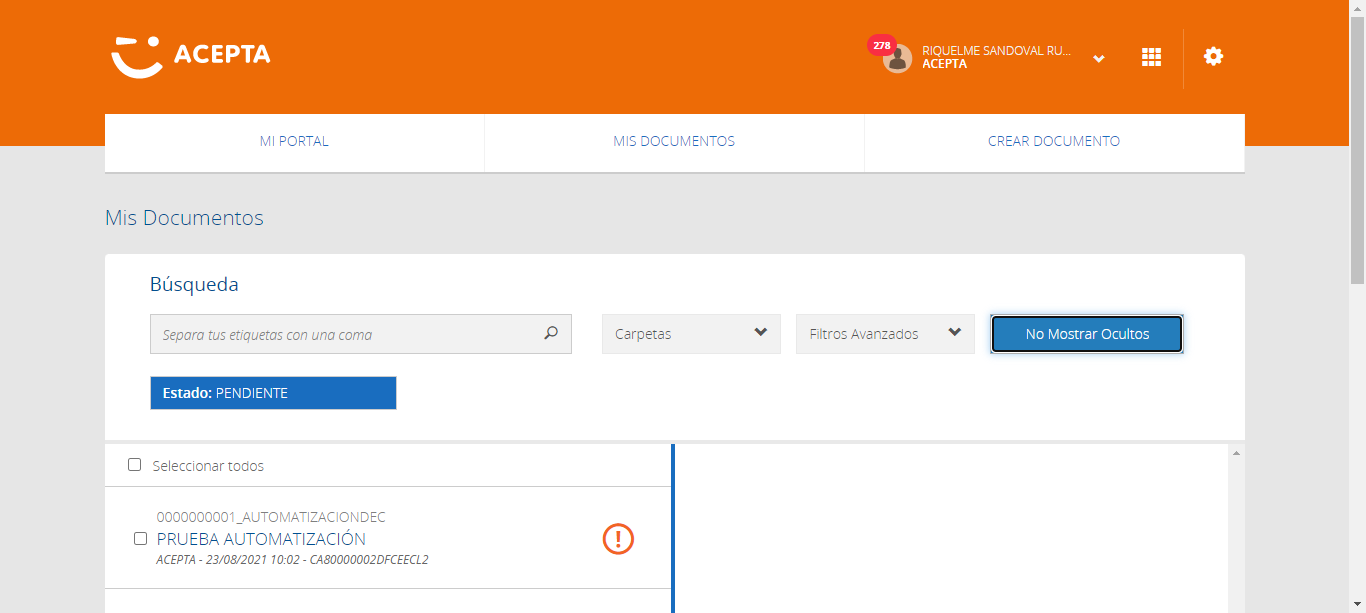 ACEPTA
278
RIQUELME SANDOVAL RU...
ACEPTA
MI PORTAL
MIS DOCUMENTOS
CREAR DOCUMENTO
Mis Documentos
Búsqueda
Separa tus etiquetas con una coma
Carpetas
Filtros Avanzados
No Mostrar Ocultos
Estado: PENDIENTE
Seleccionar todos
0000000001_AUTOMATIZACIONDEC
PRUEBA AUTOMATIZACIÓN
ACEPTA - 23/08/2021 10:02 - CA80000002DFCEECL2